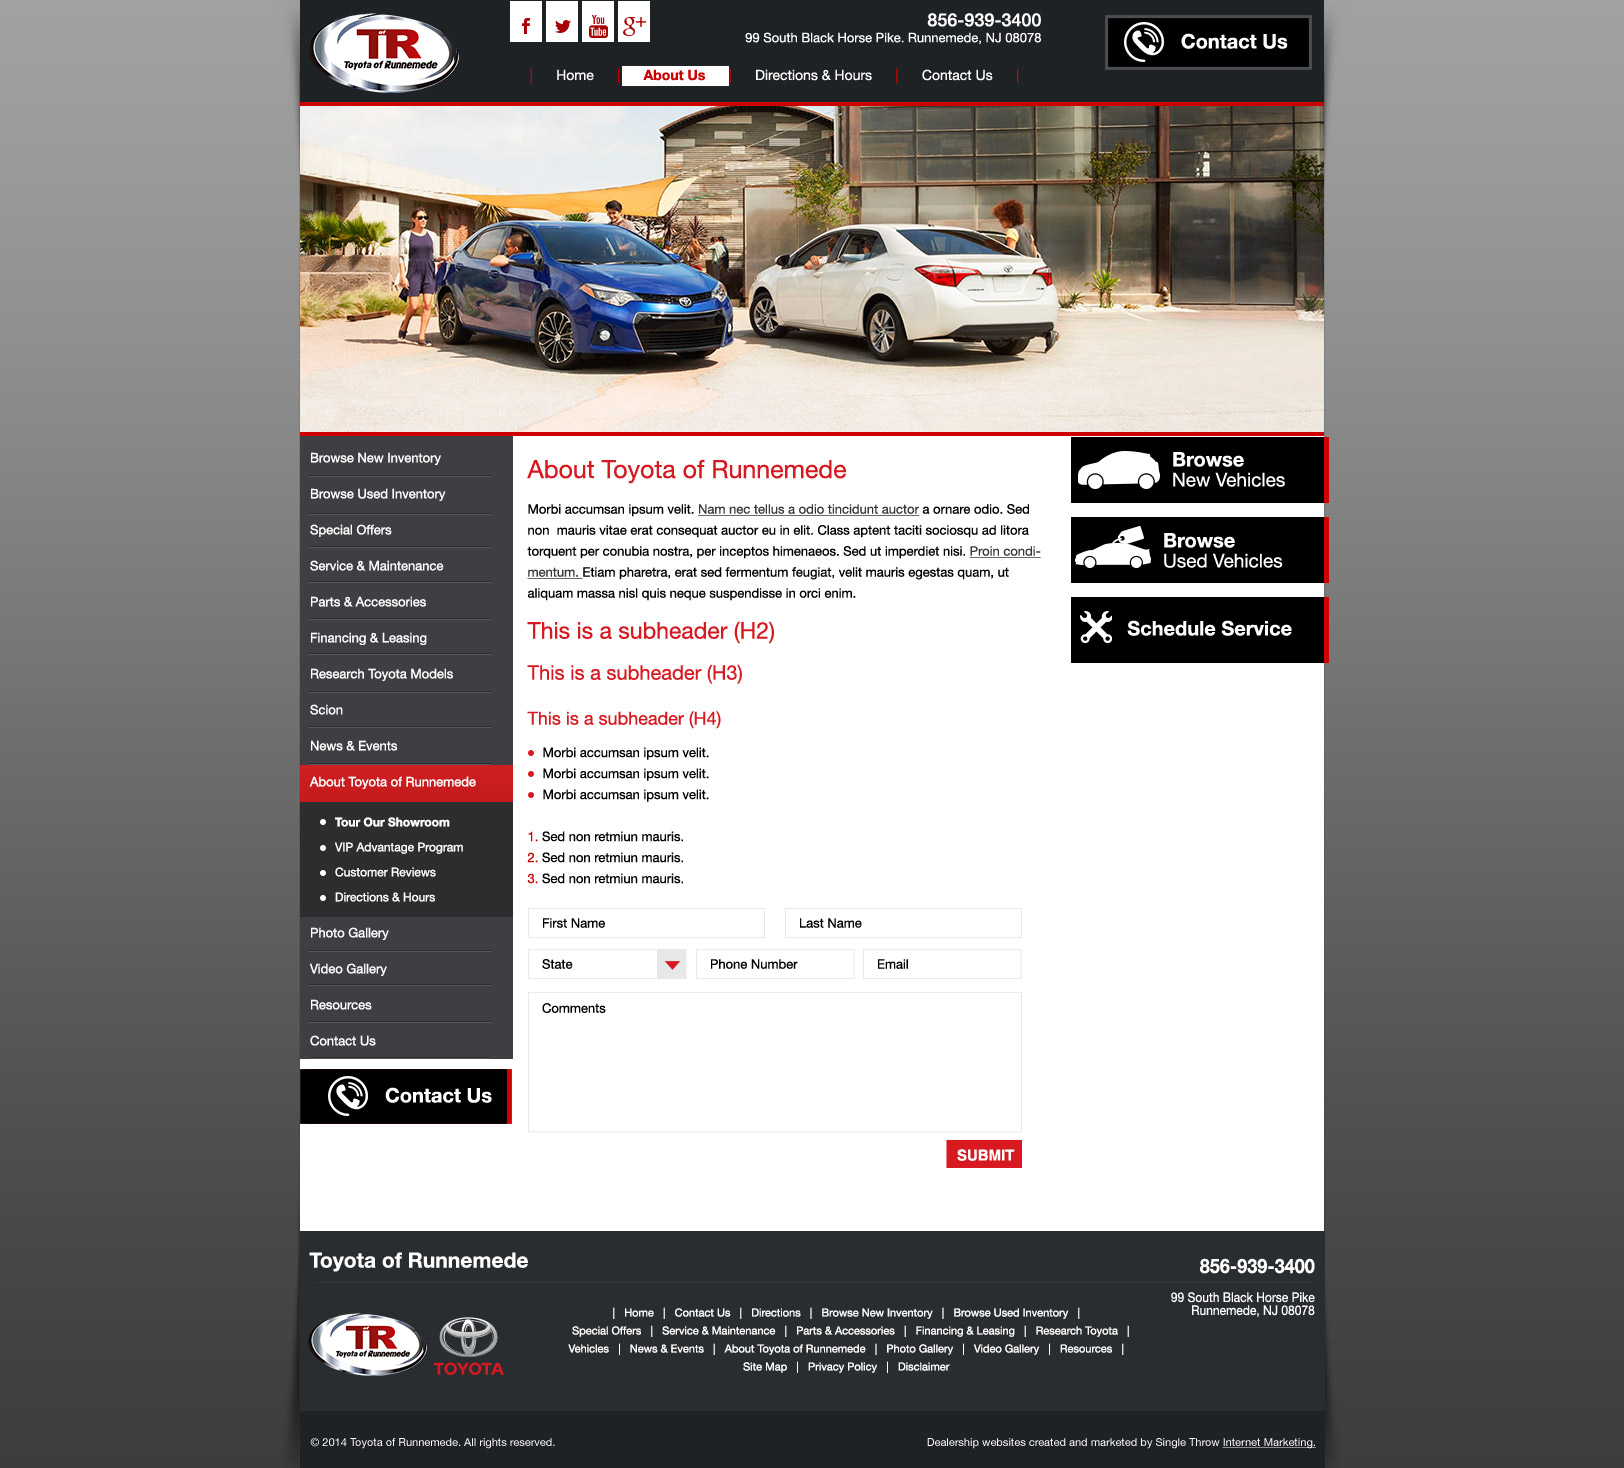 TR
of
Toyota of Runnemede
f
You
Tube
g+
856-939-3400
99 South Black Horse Pike. Runnemede, NJ 08078
Contact Us
Home
About Us
Directions & Hours
Contact Us
Browse New Inventory
Browse Used Inventory
Special Offers
Service & Maintenance
Parts & Accessories
Financing & Leasing
Research Toyota Models
Scion
News & Events
About Toyota of Runnemede
Tour Our Showroom
VIP Advantage Program
Customer Reviews
Directions & Hours
Photo Gallery
Video Gallery
Resources
Contact Us
Contact Us
About Toyota of Runnemede
Morbi accumsan ipsum velit. Nam nec tellus a odio tincidunt auctor a ornare odio. Sed
non mauris vitae erat consequat auctor eu in elit. Class aptent taciti sociosqu ad litora
torquent per conubia nostra, per inceptos himenaeos. Sed ut imperdiet nisi. Proin condi-
mentum. Etiam pharetra, erat sed fermentum feugiat, velit mauris egestas quam, ut
aliquam massa nisl quis neque suspendisse in orci enim.
This is a subheader (H2)
This is a subheader (H3)
This is a subheader (H4)
Morbi accumsan ipsum velit.
Morbi accumsan ipsum velit.
Morbi accumsan ipsum velit.
1. Sed non retmiun mauris.
2. Sed non retmiun mauris.
3. Sed non retmiun mauris.
First Name
Last Name
State
Phone Number
Email
Comments
SUBMIT
Browse
New Vehicles
Browse
Used Vehicles
Schedule Service
Toyota of Runnemede
856-939-3400
99 South Black Horse Pike
Runnemede, NJ 08078
TR
of
Toyota of Runnemede
TOYOTA
| Home | Contact Us | Directions | Browse New Inventory | Browse Used Inventory |
Special Offers | Service & Maintenance | Parts & Accessories | Financing & Leasing | Research Toyota |
Vehicles | News & Events | About Toyota of Runnemede | Photo Gallery | Video Gallery | Resources |
Site Map | Privacy Policy | Disclaimer
© 2014 Toyota of Runnemede. All rights reserved.
Dealership websites created and marketed by Single Throw Internet Marketing.